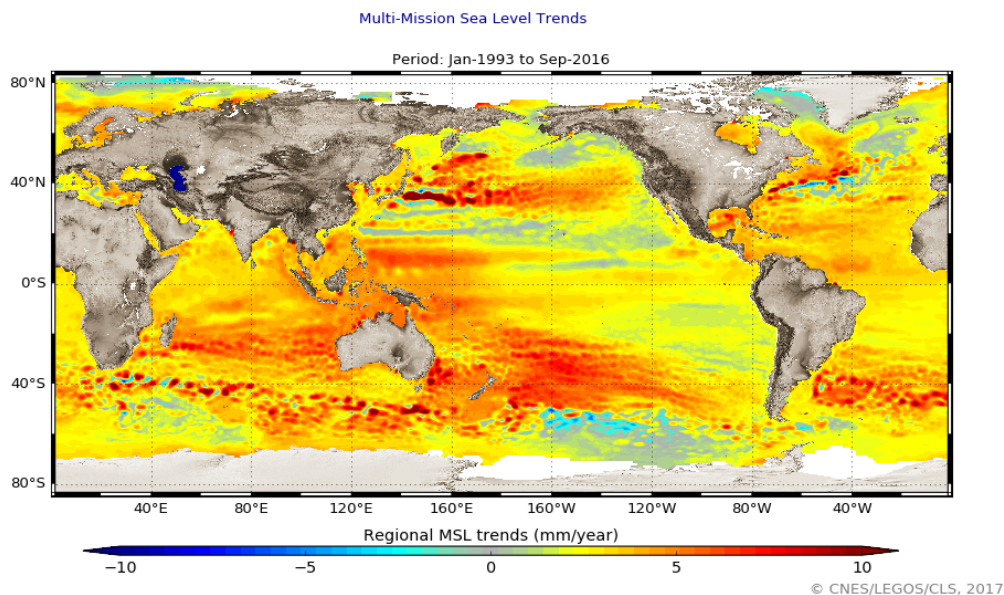 Multi-Mission Sea Level Trends
Period: Jan-1993 to Sep-2016
80°N
40°N
0°S
40°S
80°S
40°E 80°E 120°E 160°E 160°W 120°W 80°W 40°W
Regional MSL trends (mm/year)
−10 −5 0 5 10
© CNES/LEGOS/CLS, 2017